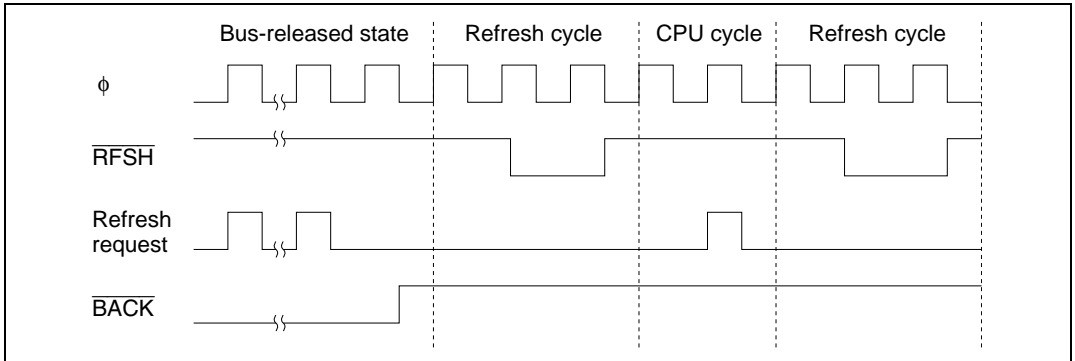 Bus-released state Refresh cycle CPU cycle Refresh cycle
φ
RFSH
Refresh
request
BACK